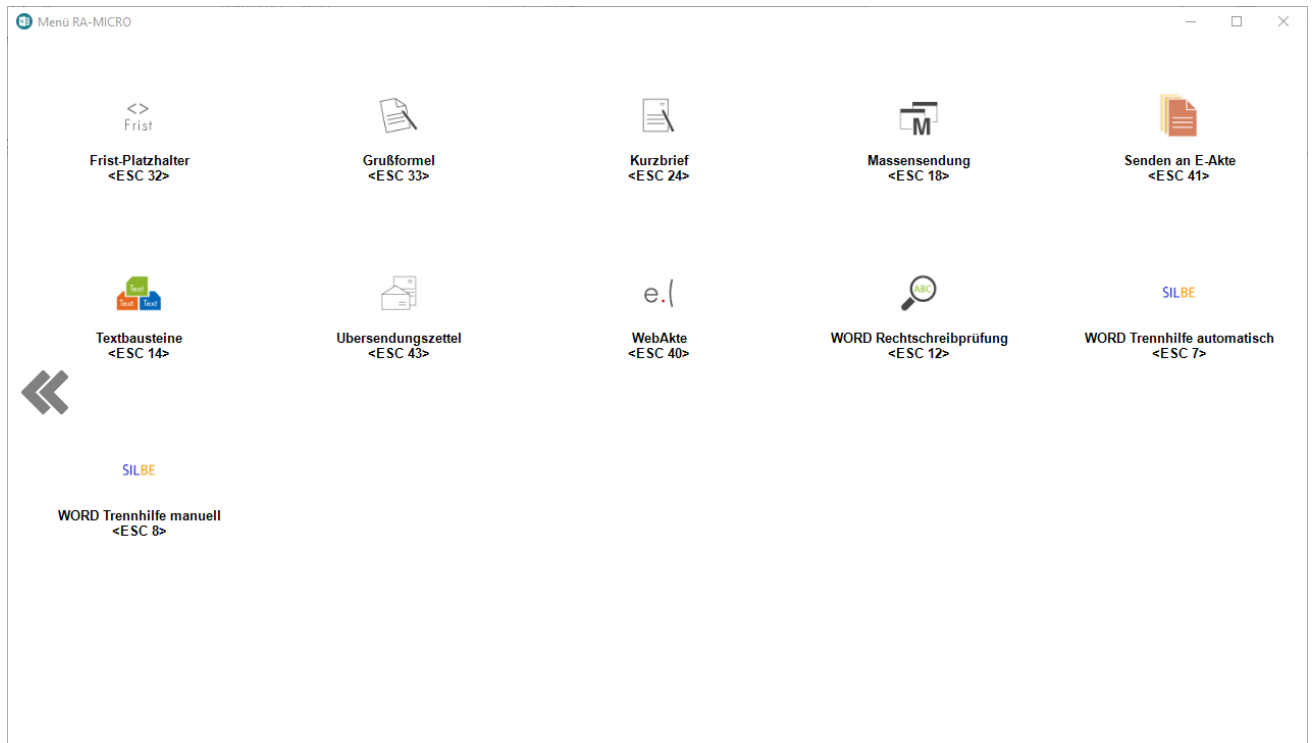 Menü RA-MICRO
<>
Frist
Frist-Platzhalter
<ESC 32>
Grußformel
<ESC 33>
Kurzbrief
<ESC 24>
M
Massensendung
<ESC 18>
Senden an E-Akte
<ESC 41>
Text
Text Text
Textbausteine
<ESC 14>
Ubersendungszettel
<ESC 43>
e.(
WebAkte
<ESC 40>
ABC
WORD Rechtschreibprüfung
<ESC 12>
SILBE
WORD Trennhilfe automatisch
<ESC 7>
SILBE
WORD Trennhilfe manuell
<ESC 8>